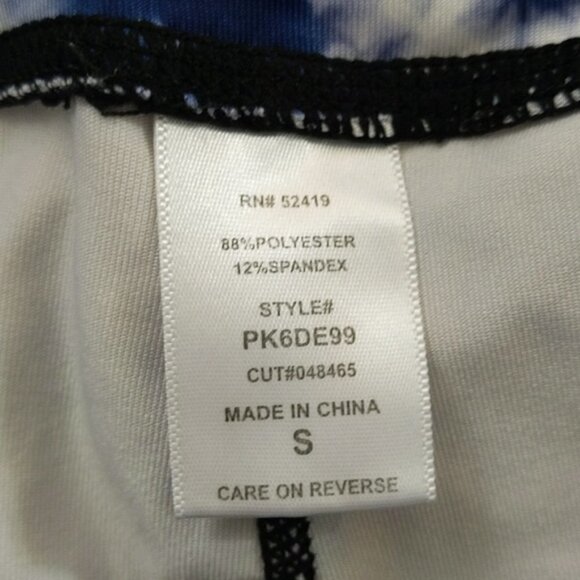 RN# 52419
88%POLYESTER
12%SPANDEX
STYLE#
PK6DE99
CUT#048465
MADE IN CHINA
S
CARE ON REVERSE